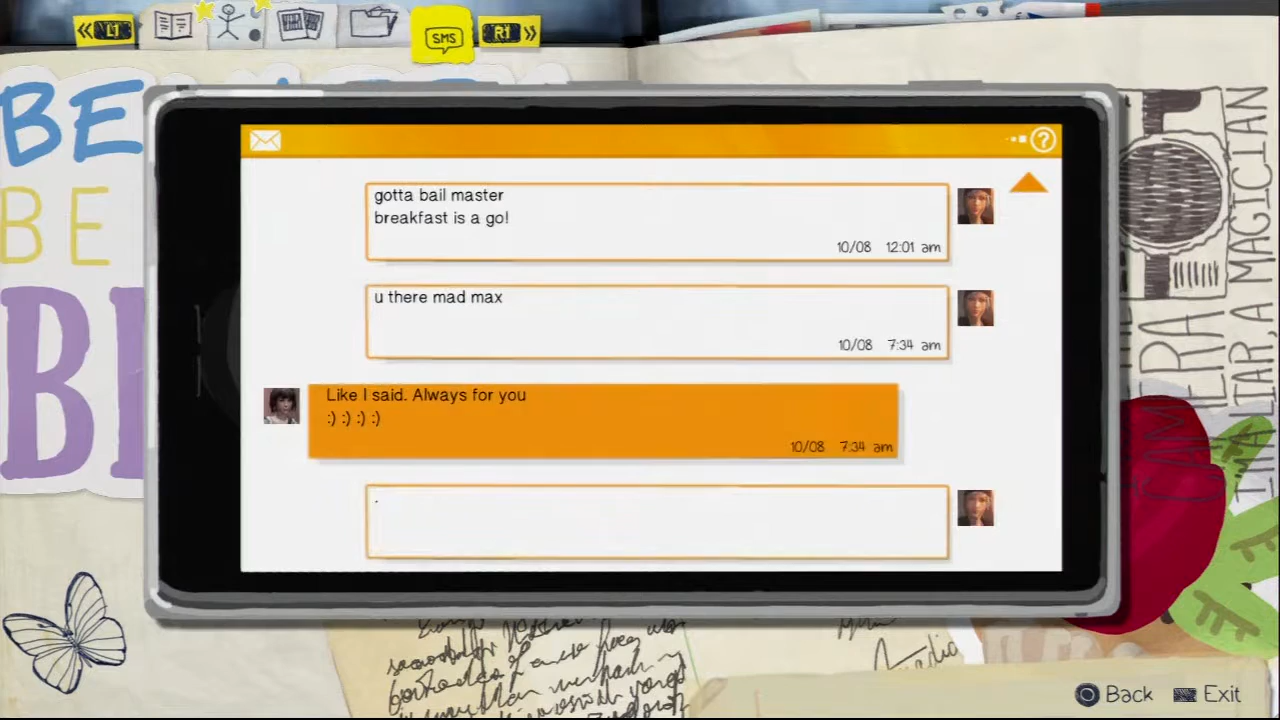 L1
SMS
R1
BE
BE
gotta bail master
breakfast is a go!
10/08 12:01 am
u there mad max
10/08 7:34 am
Like I said. Always for you
:) :) :) :)
10/08 7:34 am
.
CAMERA
I'M A LIAR, A MAGICIAN
Back
Exit